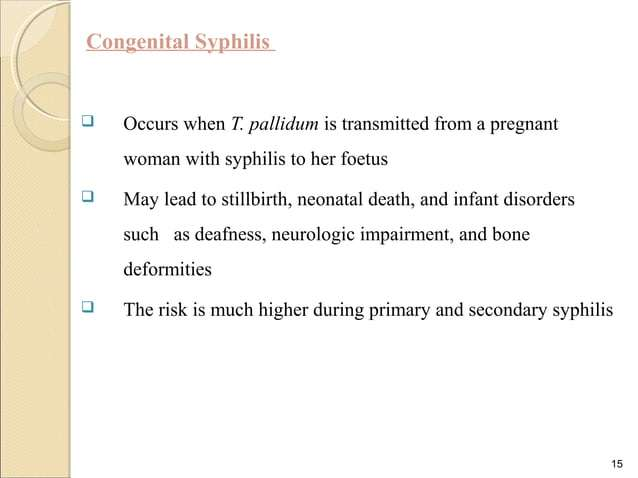 Congenital Syphilis
Occurs when T. pallidum is transmitted from a pregnant
woman with syphilis to her foetus
May lead to stillbirth, neonatal death, and infant disorders
such as deafness, neurologic impairment, and bone
deformities
The risk is much higher during primary and secondary syphilis
15